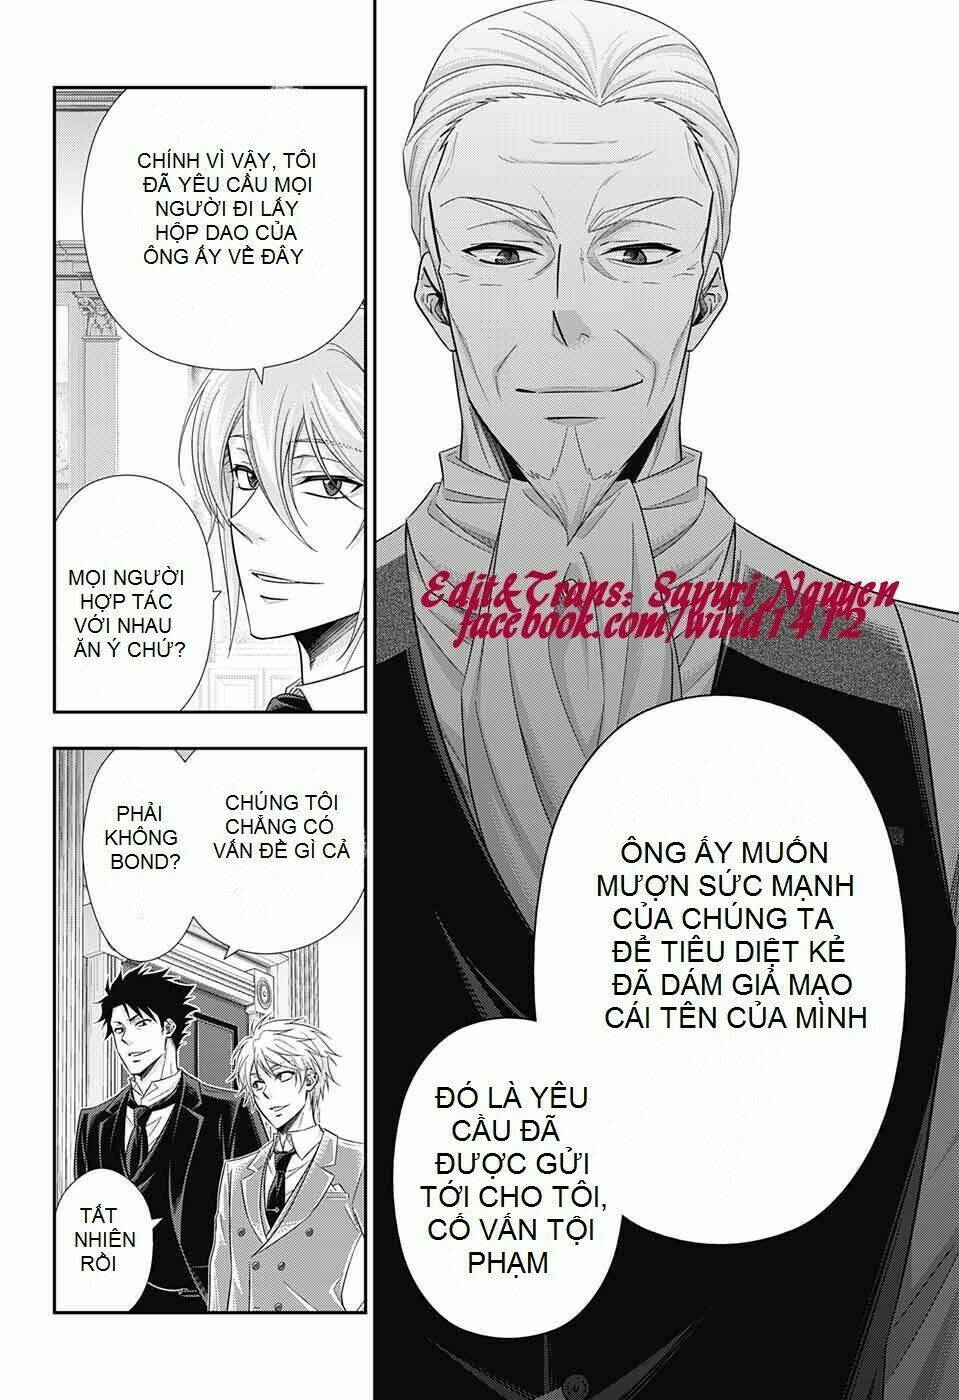 ÔNG ẤY MUỐN
MƯỢN SỨC MẠNH
CỦA CHÚNG TA
ĐỂ TIÊU DIỆT KẺ
ĐÃ DÁM GIẢ MẠO
CÁI TÊN CỦA MÌNH
ĐÓ LÀ YÊU
CẦU ĐÃ
ĐƯỢC GỬI
TỚI CHO TÔI,
CỐ VẤN TỘI
PHẠM
CHÍNH VÌ VẬY, TÔI
ĐÃ YÊU CẦU MỌI
NGƯỜI ĐI LẤY
HỘP DAO CỦA
ÔNG ẤY VỀ ĐÂY
MỌI NGƯỜI
HỢP TÁC
VỚI NHAU
ĂN Ý CHỨ?
CHÚNG TÔI
CHẲNG CÓ
VẤN ĐỀ GÌ CẢ
PHẢI
KHÔNG
BOND?
TẤT
NHIÊN
RỒI
Edit&Trans: Sayuri Nguyen
facebook.com/wind1412